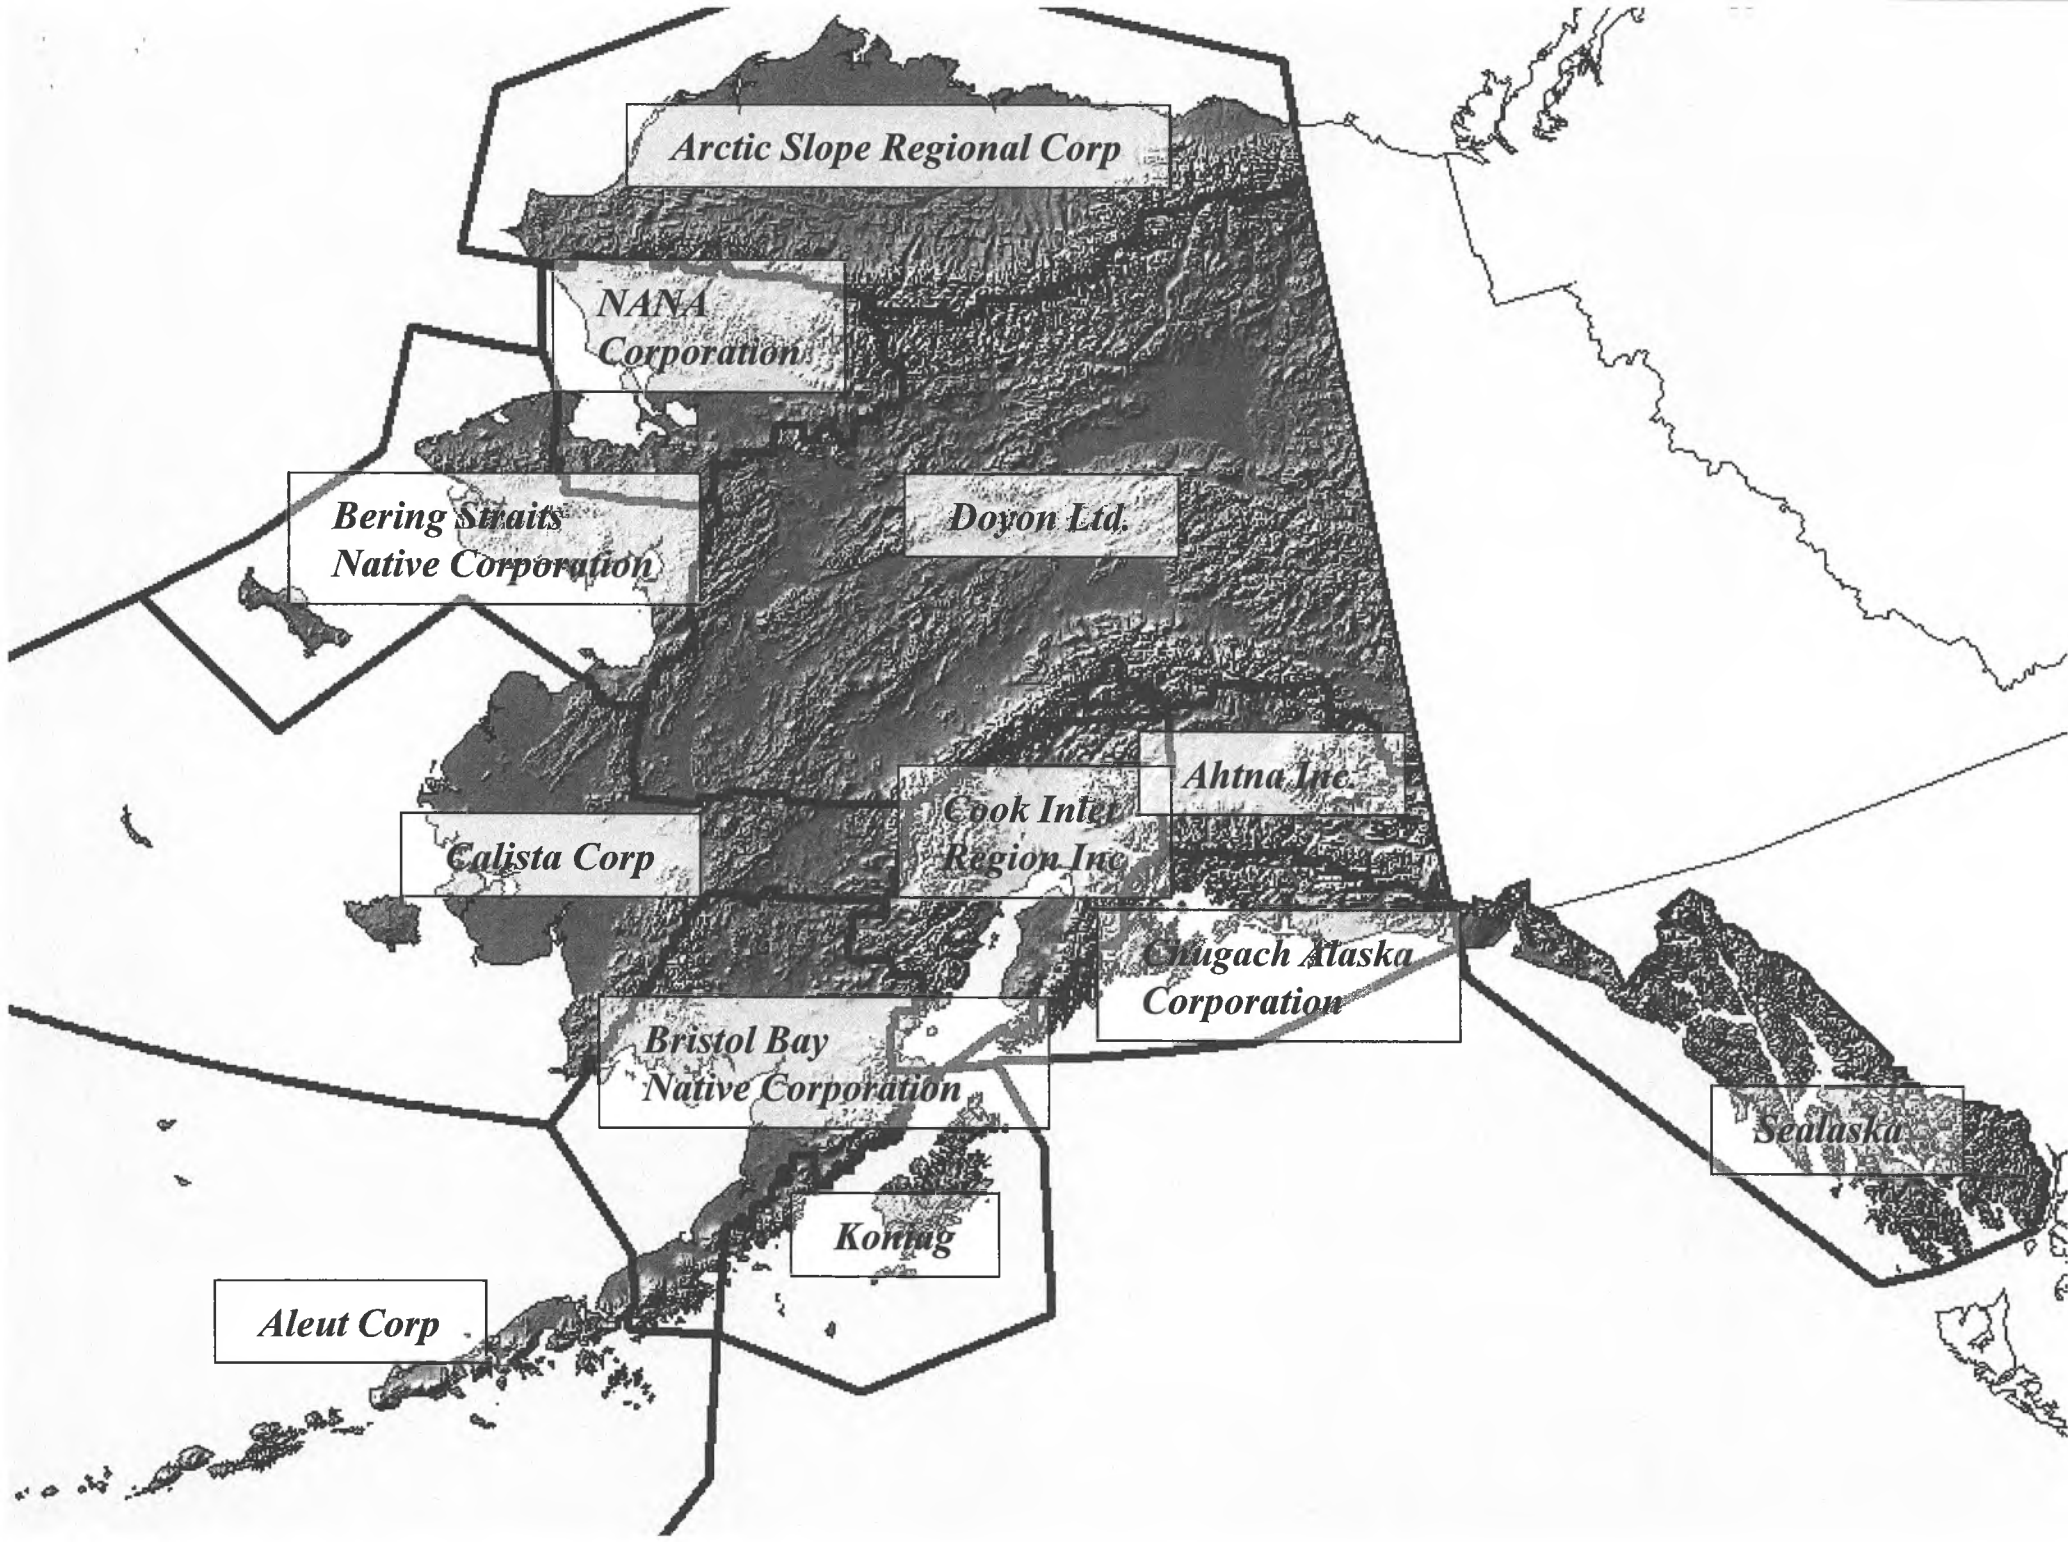 Arctic Slope Regional Corp
NANA
Corporation
Bering Straits
Native Corporation
Doyon Ltd.
Ahtna Inc.
Cook Inlet
Region Inc
Calista Corp
Chugach Alaska
Corporation
Bristol Bay
Native Corporation
Sealaska
Koniag
Aleut Corp